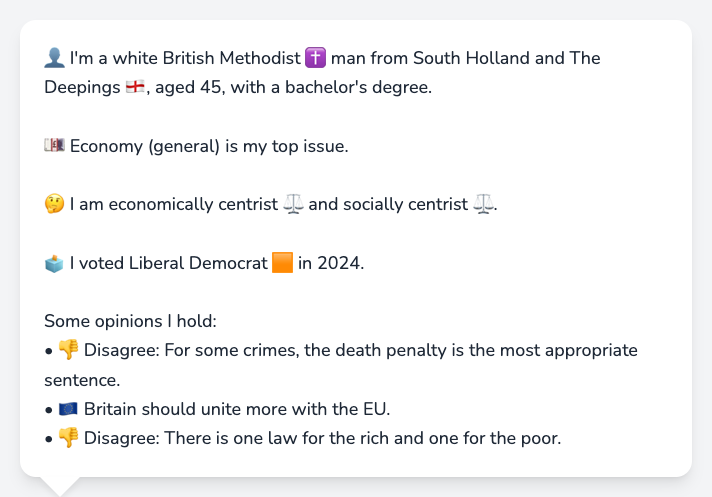 👤 I'm a white British Methodist ✝️ man from South Holland and The
Deepings 🏴󠁧󠁢󠁥󠁮󠁧󠁿, aged 45, with a bachelor's degree.
💷 Economy (general) is my top issue.
🤔 I am economically centrist ⚖️ and socially centrist ⚖️.
🗳️ I voted Liberal Democrat 🟧 in 2024.
Some opinions I hold:
• 👎 Disagree: For some crimes, the death penalty is the most appropriate
sentence.
• 🇪🇺 Britain should unite more with the EU.
• 👎 Disagree: There is one law for the rich and one for the poor.